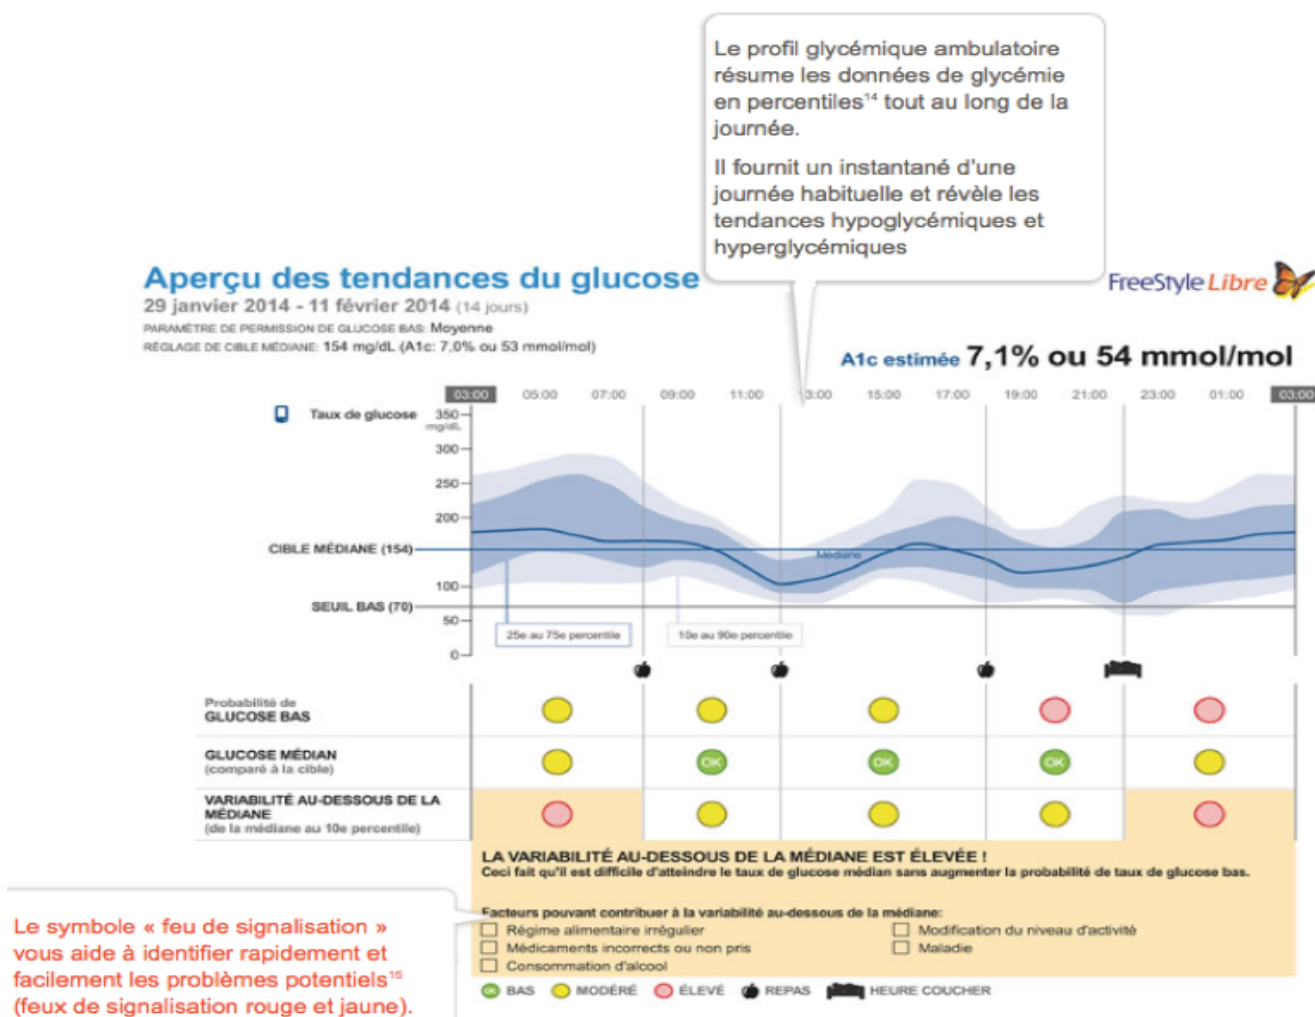 Le profil glycémique ambulatoire
résume les données de glycémie
en percentiles¹⁴ tout au long de la
journée.
Il fournit un instantané d'une
journée habituelle et révèle les
tendances hypoglycémiques et
hyperglycémiques
Aperçu des tendances du glucose
29 janvier 2014 - 11 février 2014 (14 jours)
PARAMÈTRE DE PERMISSION DE GLUCOSE BAS: Moyenne
RÉGLAGE DE CIBLE MÉDIANE: 154 mg/dL (A1c: 7,0% ou 53 mmol/mol)
FreeStyle Libre
A1c estimée 7,1% ou 54 mmol/mol
03:00 05:00 07:00 09:00 11:00 13:00 15:00 17:00 19:00 21:00 23:00 01:00 03:00
Taux de glucose
mg/dL
350
300
250
200
CIBLE MÉDIANE (154)
Médiane
100
SEUIL BAS (70)
50
0
25e au 75e percentile
10e au 90e percentile
Probabilité de
GLUCOSE BAS
GLUCOSE MÉDIAN
(comparé à la cible)
OK OK OK
VARIABILITÉ AU-DESSOUS DE LA
MÉDIANE
(de la médiane au 10e percentile)
LA VARIABILITÉ AU-DESSOUS DE LA MÉDIANE EST ÉLEVÉE !
Ceci fait qu'il est difficile d'atteindre le taux de glucose médian sans augmenter la probabilité de taux de glucose bas.
Facteurs pouvant contribuer à la variabilité au-dessous de la médiane:
Régime alimentaire irrégulier
Modification du niveau d'activité
Médicaments incorrects ou non pris
Maladie
Consommation d'alcool
OK BAS MODÉRÉ ÉLEVÉ REPAS HEURE COUCHER
Le symbole « feu de signalisation »
vous aide à identifier rapidement et
facilement les problèmes potentiels¹⁵
(feux de signalisation rouge et jaune).